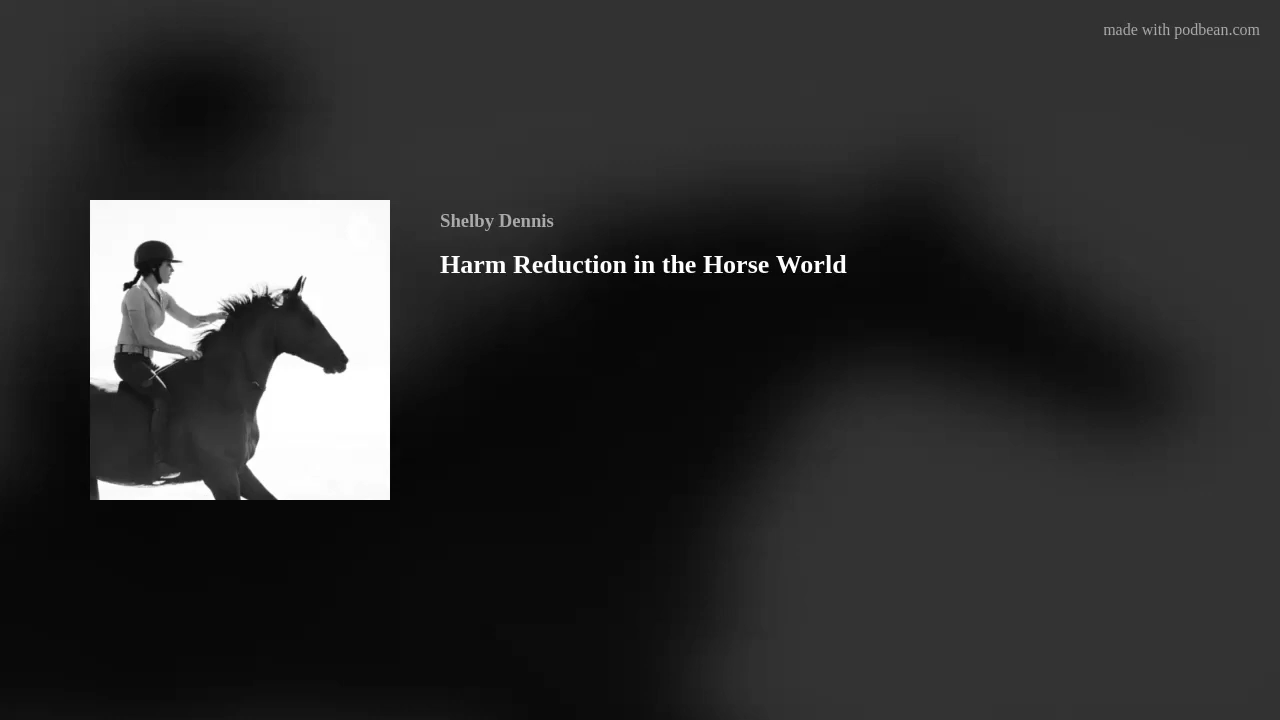 made with podbean.com
Shelby Dennis
Harm Reduction in the Horse World